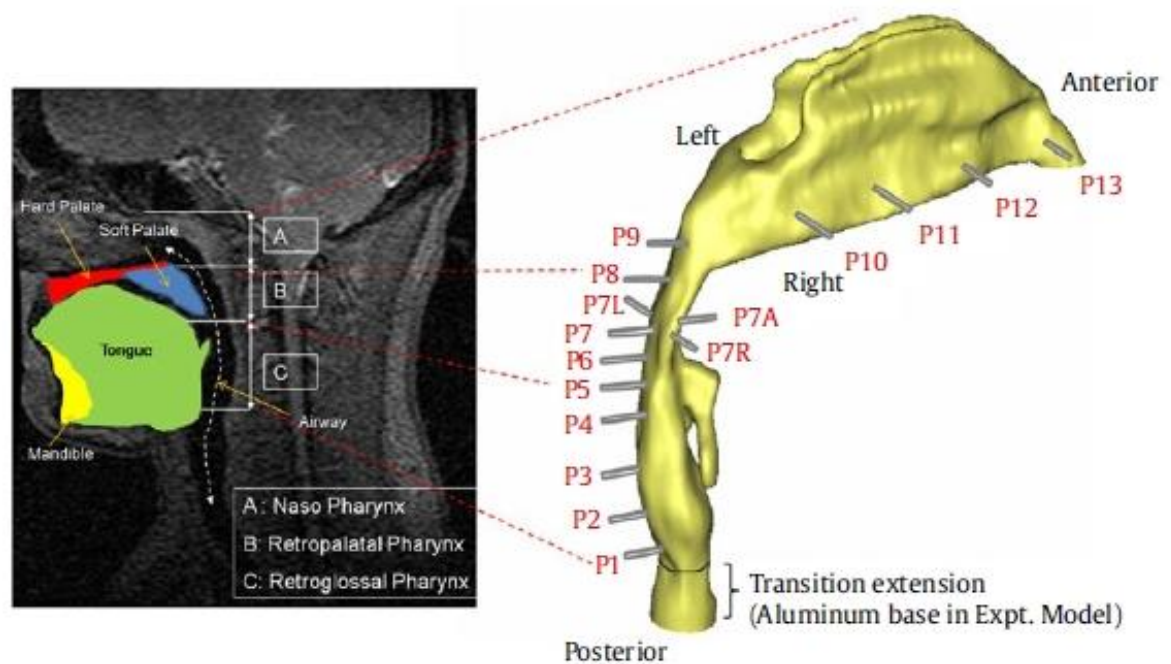 Hard Palate
Soft Palate
A
B
Tongue
C
Airway
Mandible
A : Naso Pharynx
B: Retropalatal Pharynx
C: Retroglossal Pharynx
Anterior
Left
P13
P12
P11
P10
P9
Right
P8
P7L
P7A
P7
P7R
P6
P5
P4
P3
P2
P1
Transition extension
(Aluminum base in Expt. Model)
Posterior